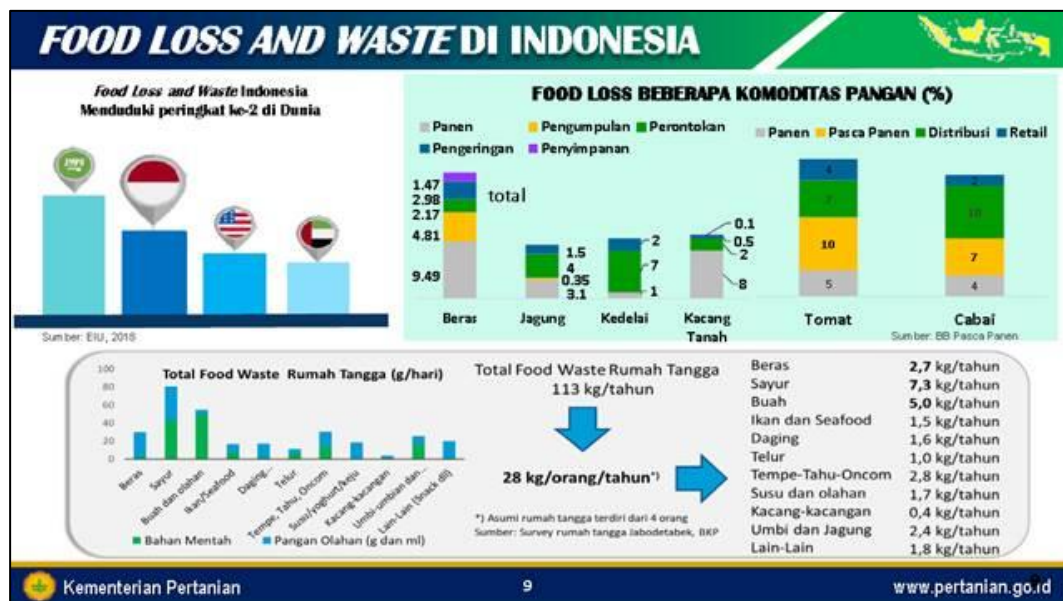 FOOD LOSS AND WASTE DI INDONESIA
Food Loss and Waste Indonesia
Menduduki peringkat ke-2 di Dunia
Sumber: EIU, 2016
FOOD LOSS BEBERAPA KOMODITAS PANGAN (%)
Panen Pengumpulan Perontokan
Pengeringan Penyimpanan
Panen Pasca Panen Distribusi Retail
total
1.47
2.98
2.17
4.81
9.49
1.5
4
0.35
3.1
2
7
1
0.1
0.5
2
8
4
7
10
5
2
10
7
4
Beras Jagung Kedelai Kacang Tanah Tomat Cabai
Sumber: BB Pasca Panen
Total Food Waste Rumah Tangga (g/hari)
100
80
60
40
20
0
Beras
Sayur
Buah dan olahan
Ikan/Seafood
Daging...
Telur
Tempe, Tahu, Oncom
Susu/yoghurt/keju
Kacang-kacangan
Umbi-umbian dan...
Lain-Lain (Snack dll)
Bahan Mentah Pangan Olahan (g dan ml)
Total Food Waste Rumah Tangga
113 kg/tahun
28 kg/orang/tahun*)
*) Asumi rumah tangga terdiri dari 4 orang
Sumber: Survey rumah tangga Jabodetabek, BKP
Beras 2,7 kg/tahun
Sayur 7,3 kg/tahun
Buah 5,0 kg/tahun
Ikan dan Seafood 1,5 kg/tahun
Daging 1,6 kg/tahun
Telur 1,0 kg/tahun
Tempe-Tahu-Oncom 2,8 kg/tahun
Susu dan olahan 1,7 kg/tahun
Kacang-kacangan 0,4 kg/tahun
Umbi dan Jagung 2,4 kg/tahun
Lain-Lain 1,8 kg/tahun
Kementerian Pertanian 9 www.pertanian.go.id